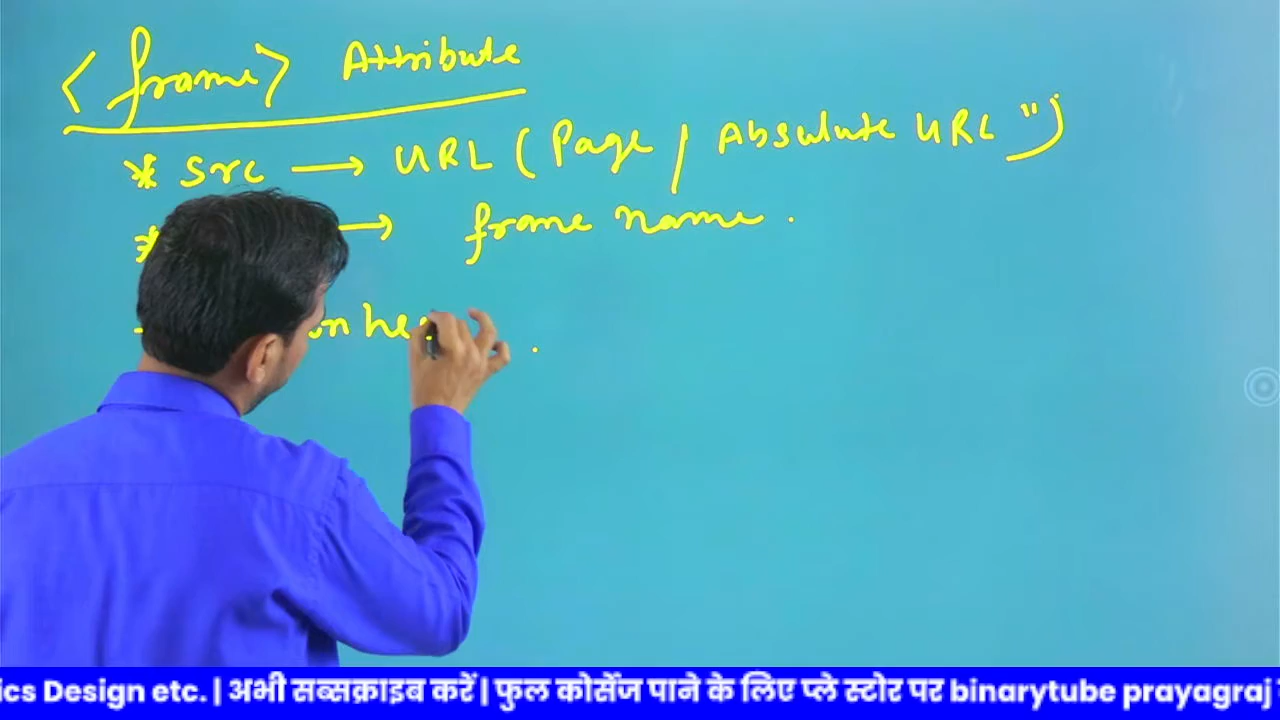 <frame> Attribute
* src → URL (Page / Absulute URL ")
* → frame name .
ics Design etc. | अभी सब्सक्राइब करें | फुल कोर्सेज पाने के लिए प्ले स्टोर पर binarytube prayagraj